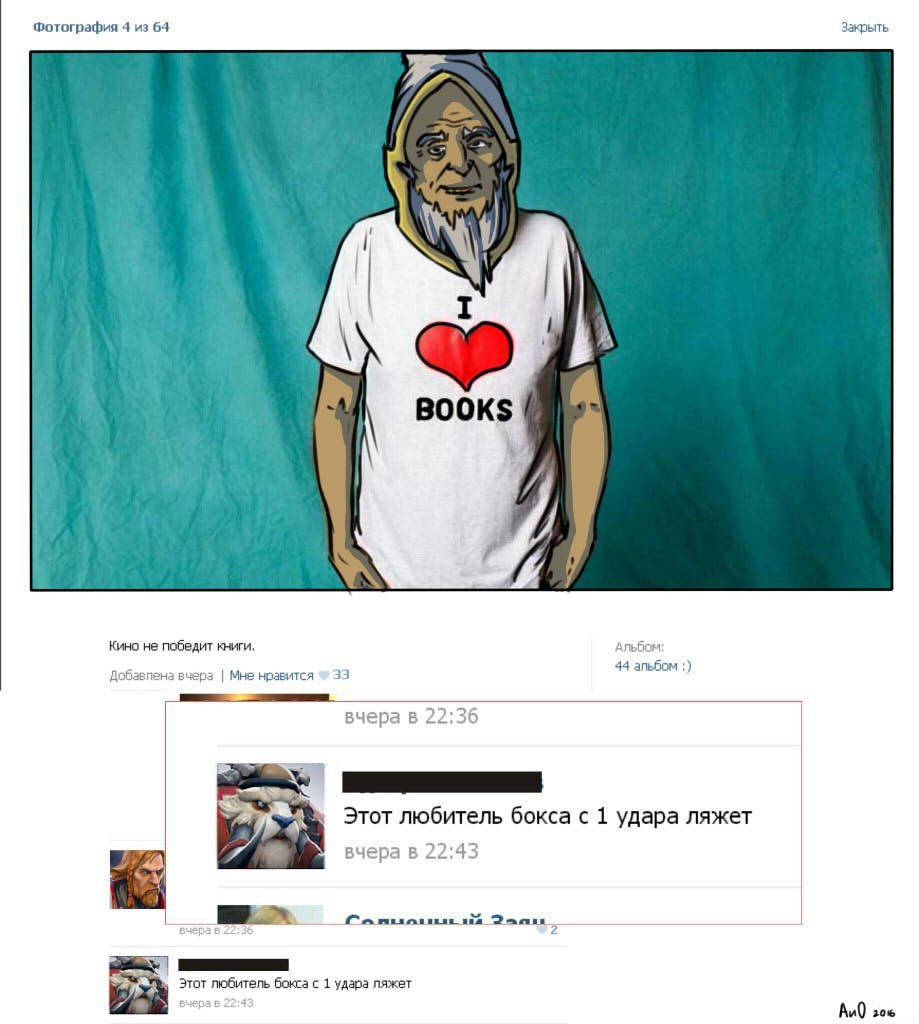 Фотография 4 из 64
Закрыть
I
BOOKS
Кино не победит книги.
Добавлена вчера | Мне нравится 33
Альбом:
44 альбом :)
вчера в 22:36
Этот любитель бокса с 1 удара ляжет
вчера в 22:43
Солнечный Заяц
вчера в 22:36
2
Этот любитель бокса с 1 удара ляжет
вчера в 22:43
АиО 2016